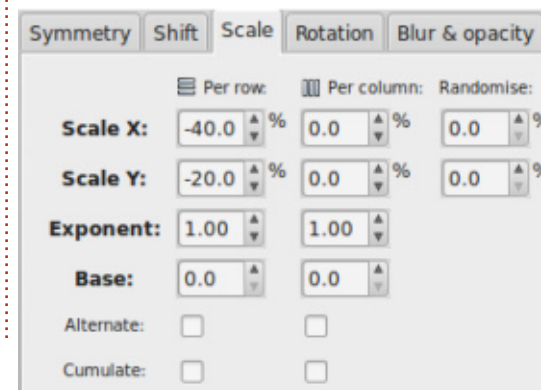 Symmetry Shift Scale Rotation Blur & opacity
Per row: Per column: Randomise:
Scale X: -40.0 % 0.0 % 0.0 %
Scale Y: -20.0 % 0.0 % 0.0 %
Exponent: 1.00 1.00
Base: 0.0 0.0
Alternate:
Cumulate: